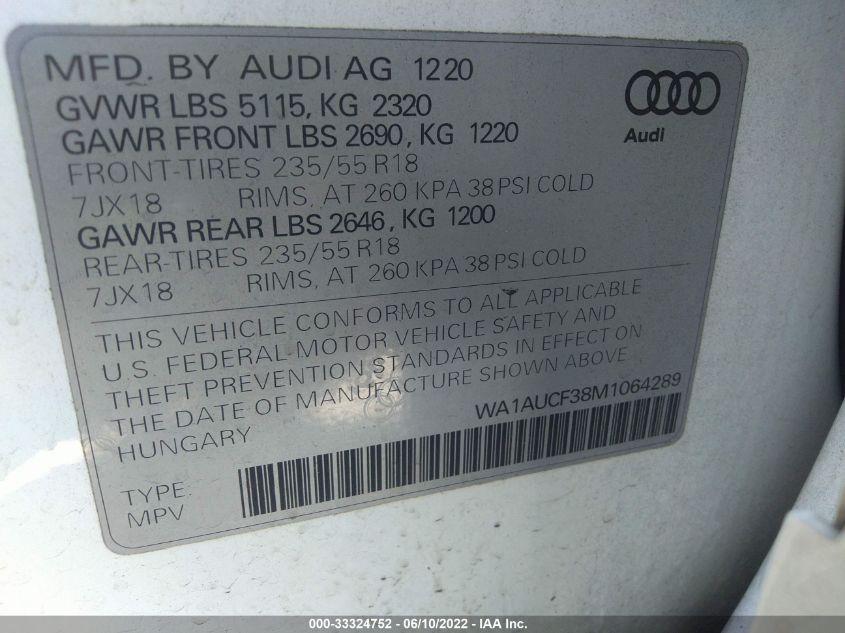 MFD. BY AUDI AG 1220
GVWR LBS 5115, KG 2320
GAWR FRONT LBS 2690, KG 1220
FRONT-TIRES 235/55 R18
7JX18 RIMS, AT 260 KPA 38 PSI COLD
GAWR REAR LBS 2646, KG 1200
REAR-TIRES 235/55 R18
7JX18 RIMS, AT 260 KPA 38 PSI COLD
Audi
THIS VEHICLE CONFORMS TO ALL APPLICABLE
U.S. FEDERAL MOTOR VEHICLE SAFETY AND
THEFT PREVENTION STANDARDS IN EFFECT ON
THE DATE OF MANUFACTURE SHOWN ABOVE
HUNGARY WA1AUCF38M1064289
TYPE:
MPV
000-33324752 - 06/10/2022 - IAA Inc.